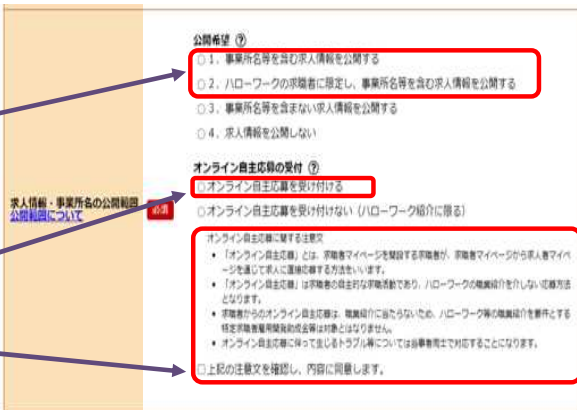 公開希望 ?
1．事業所名等を含む求人情報を公開する
2．ハローワークの求職者に限定し、事業所名等を含む求人情報を公開する
3．事業所名等を含まない求人情報を公開する
4．求人情報を公開しない
オンライン自主応募の受付 ?
オンライン自主応募を受け付ける
オンライン自主応募を受け付けない（ハローワーク紹介に限る）
求人情報・事業所名の公開範囲
公開範囲について
必須
オンライン自主応募に関する注意文
• 「オンライン自主応募」とは、求職者マイページを開設する求職者が、求職者マイページから求人者マイペ
ージを通じて求人に直接応募する方法をいいます。
• 「オンライン自主応募」は求職者の自主的な求職活動であり、ハローワークの職業紹介を介しない応募方法
となります。
• 求職者からのオンライン自主応募は、職業紹介に当たらないため、ハローワーク等の職業紹介を要件とする
特定求職者雇用開発助成金等は対象とはなりません。
• オンライン自主応募に伴って生じるトラブル等については当事者同士で対応することになります。
上記の注意文を確認し、内容に同意します。